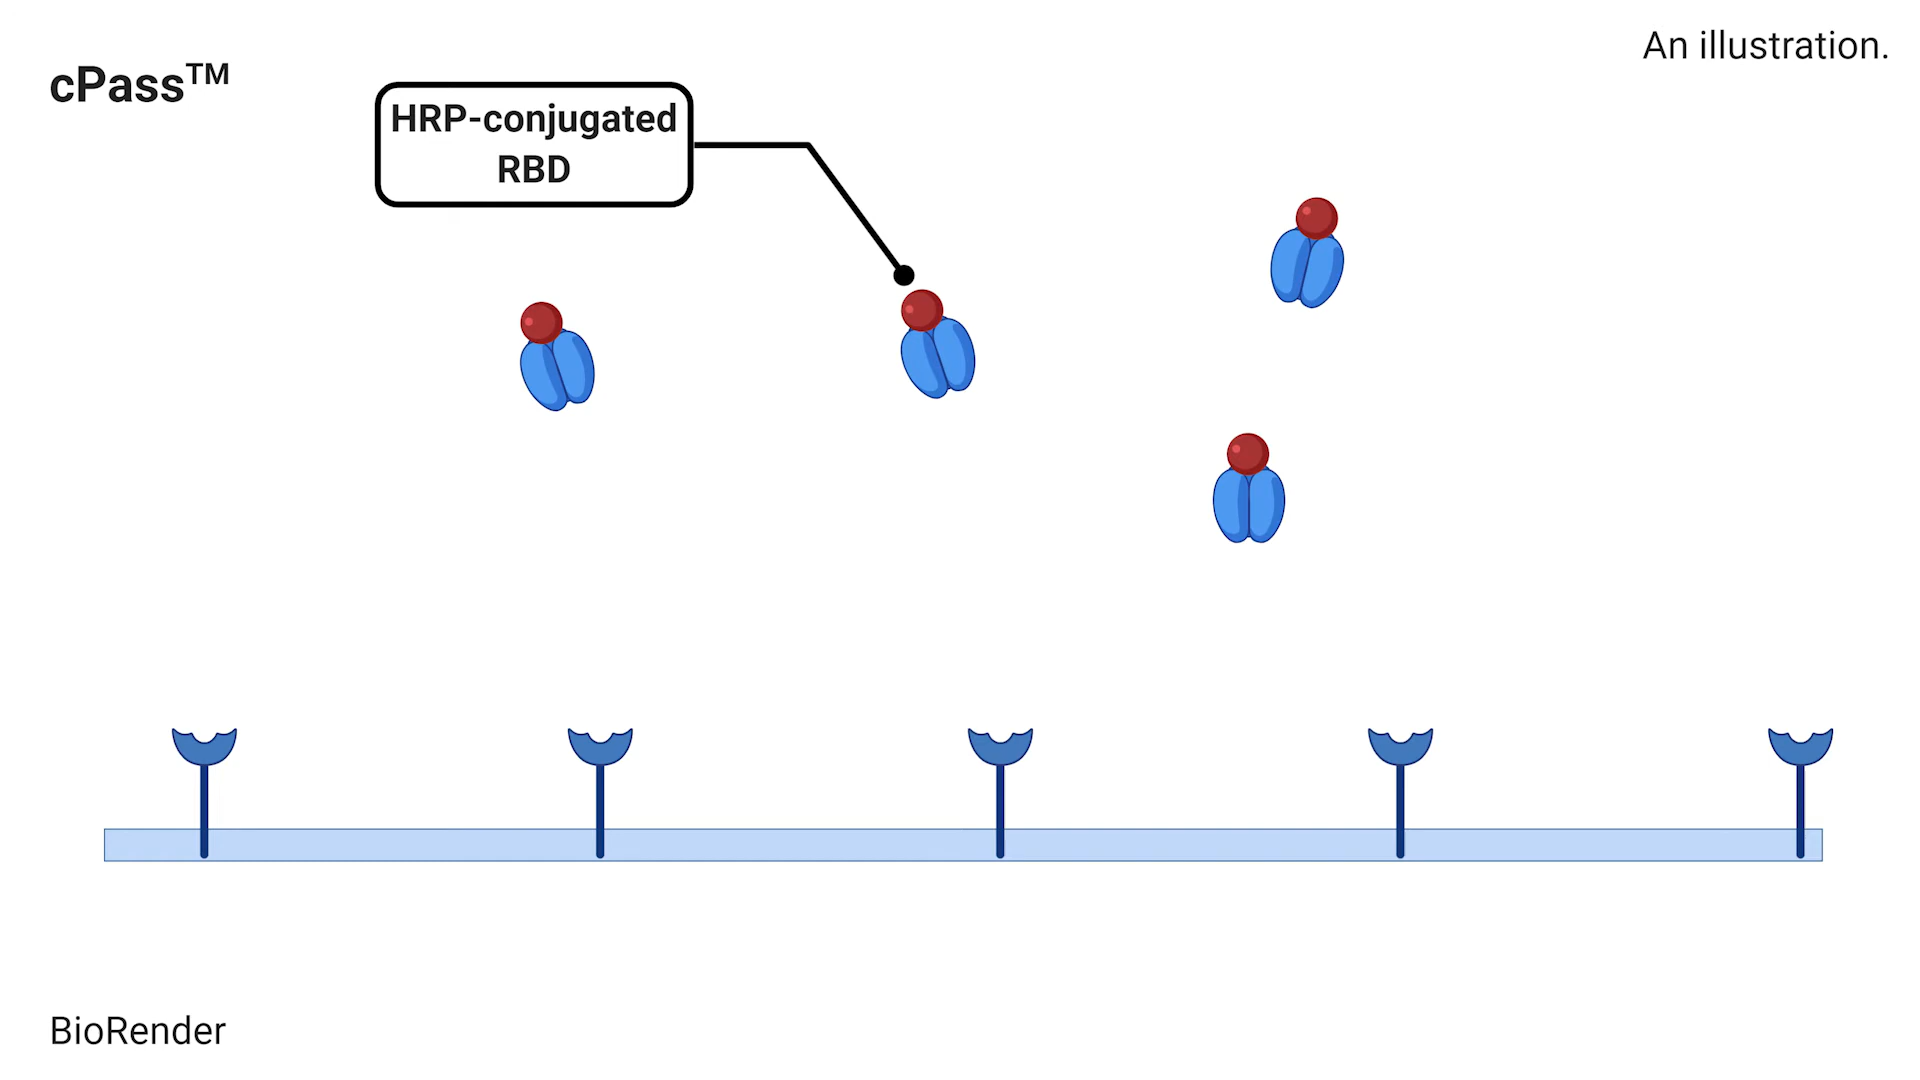 An illustration.
cPass™
HRP-conjugated
RBD
BioRender